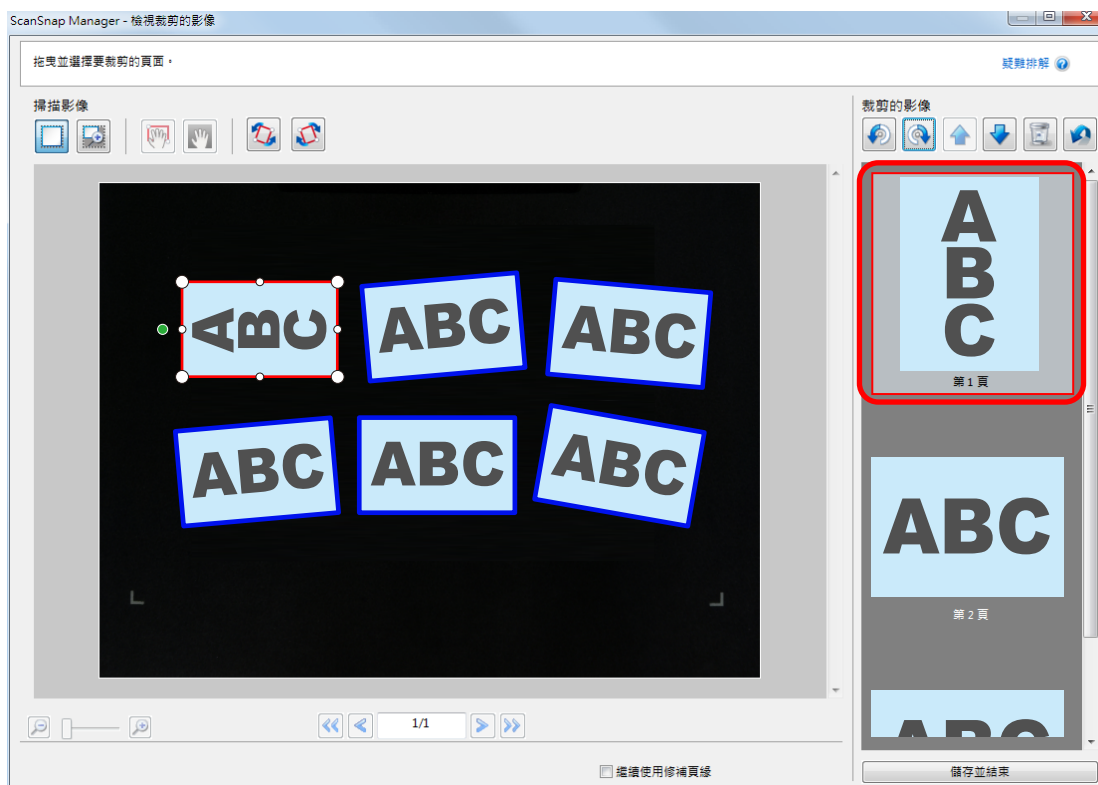 ScanSnap Manager - 檢視裁剪的影像
拖曳並選擇要裁剪的頁面。
疑難排解
掃描影像
裁剪的影像
ABC
ABC
ABC
ABC
ABC
ABC
A
B
C
第 1 頁
ABC
第 2 頁
ABC
1/1
繼續使用修補頁緣
儲存並結束